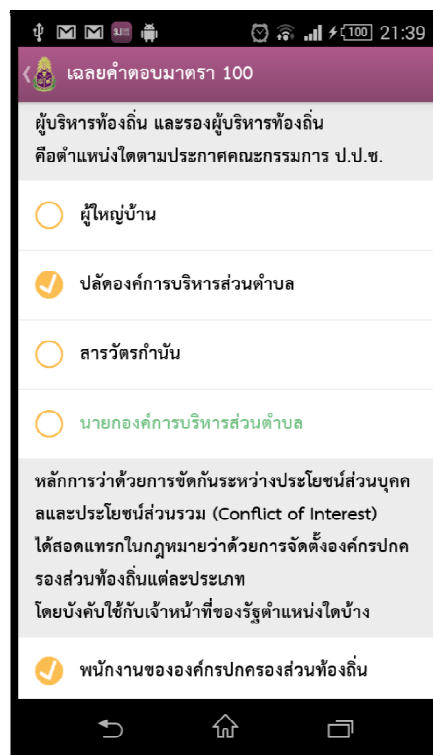 100 21:39
เฉลยคำตอบมาตรา 100
ผู้บริหารท้องถิ่น และรองผู้บริหารท้องถิ่น
คือตำแหน่งใดตามประกาศคณะกรรมการ ป.ป.ช.
ผู้ใหญ่บ้าน
ปลัดองค์การบริหารส่วนตำบล
สารวัตรกำนัน
นายกองค์การบริหารส่วนตำบล
หลักการว่าด้วยการขัดกันระหว่างประโยชน์ส่วนบุคค
ลและประโยชน์ส่วนรวม (Conflict of Interest)
ได้สอดแทรกในกฎหมายว่าด้วยการจัดตั้งองค์กรปกค
รองส่วนท้องถิ่นแต่ละประเภท
โดยบังคับใช้กับเจ้าหน้าที่ของรัฐตำแหน่งใดบ้าง
พนักงานขององค์กรปกครองส่วนท้องถิ่น